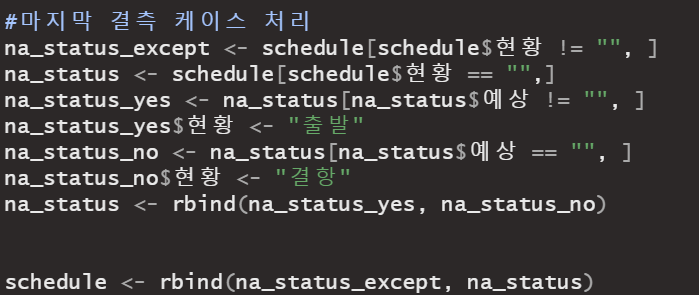 #마지막 결측 케이스 처리
na_status_except <- schedule[schedule$현황 != "", ]
na_status <- schedule[schedule$현황 == "",]
na_status_yes <- na_status[na_status$예상 != "", ]
na_status_yes$현황 <- "출발"
na_status_no <- na_status[na_status$예상 == "", ]
na_status_no$현황 <- "결항"
na_status <- rbind(na_status_yes, na_status_no)
schedule <- rbind(na_status_except, na_status)